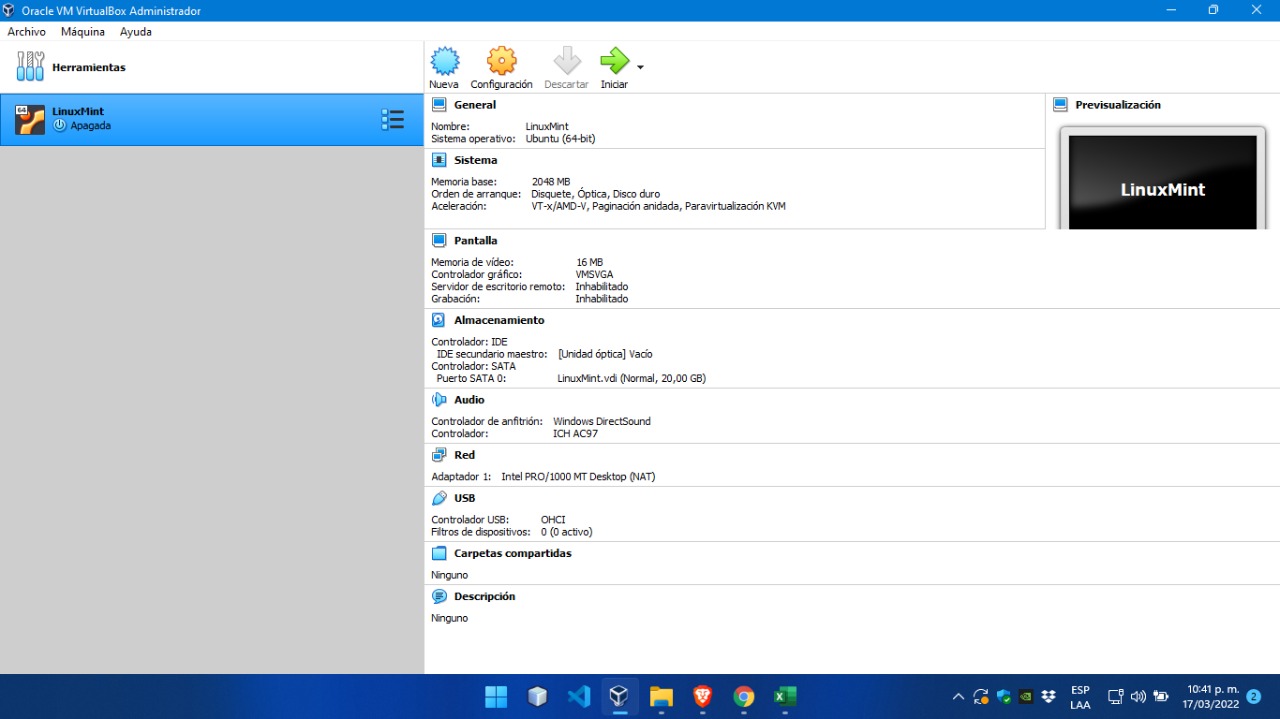 Oracle VM VirtualBox Administrador
Archivo Máquina Ayuda
Herramientas
LinuxMint
Apagada
Nueva Configuración Descartar Iniciar
General
Nombre: LinuxMint
Sistema operativo: Ubuntu (64-bit)
Previsualización
LinuxMint
Sistema
Memoria base: 2048 MB
Orden de arranque: Disquete, Óptica, Disco duro
Aceleración: VT-x/AMD-V, Paginación anidada, Paravirtualización KVM
Pantalla
Memoria de vídeo: 16 MB
Controlador gráfico: VMSVGA
Servidor de escritorio remoto: Inhabilitado
Grabación: Inhabilitado
Almacenamiento
Controlador: IDE
IDE secundario maestro: [Unidad óptica] Vacío
Controlador: SATA
Puerto SATA 0: LinuxMint.vdi (Normal, 20,00 GB)
Audio
Controlador de anfitrión: Windows DirectSound
Controlador: ICH AC97
Red
Adaptador 1: Intel PRO/1000 MT Desktop (NAT)
USB
Controlador USB: OHCI
Filtros de dispositivos: 0 (0 activo)
Carpetas compartidas
Ninguno
Descripción
Ninguno
ESP
LAA
10:41 p. m.
17/03/2022
2